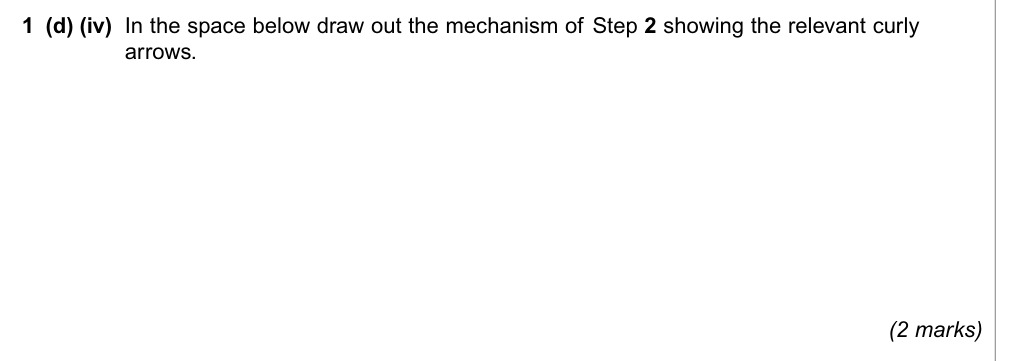 1 (d) (iv) In the space below draw out the mechanism of Step 2 showing the relevant curly
arrows.
(2 marks)